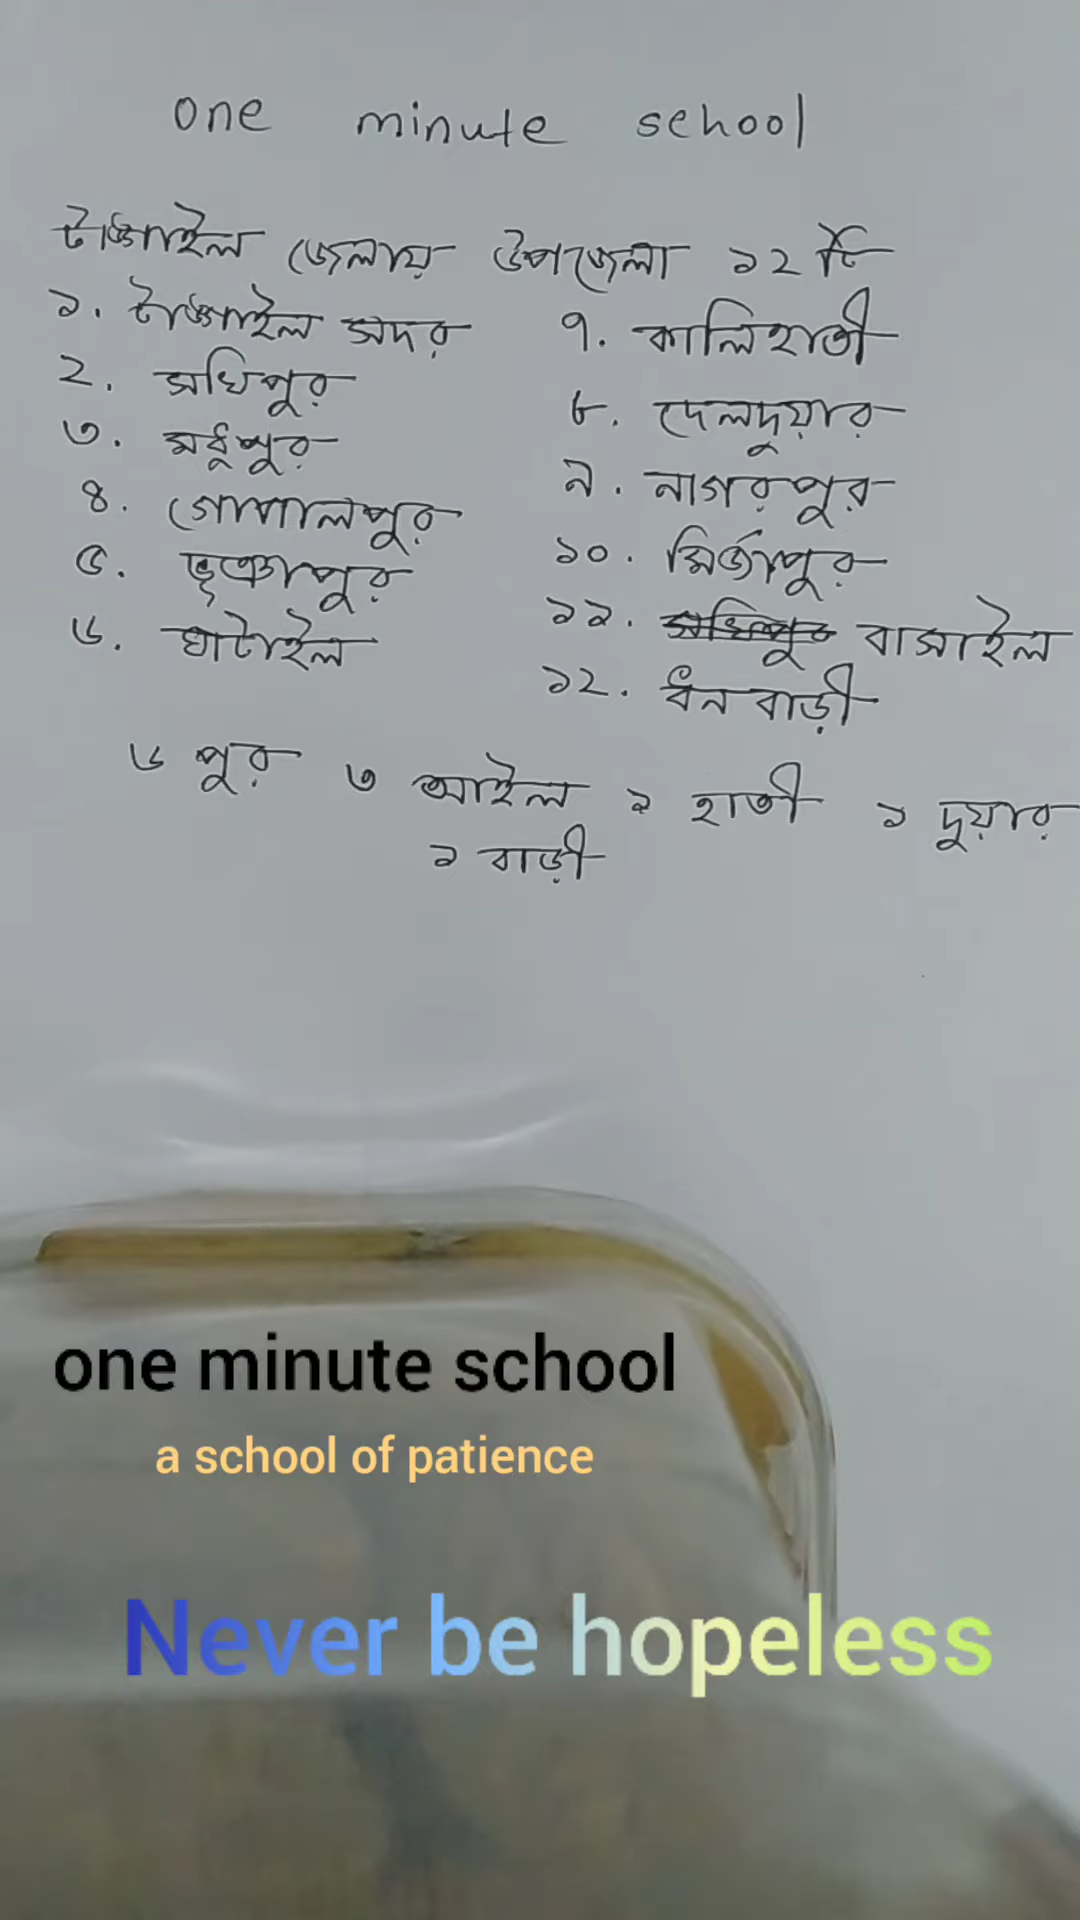 one minute school
টাঙ্গাইল জেলায় উপজেলা ১২ টি
১. টাঙ্গাইল সদর
২. সখিপুর
৩. মধুপুর
৪. গোপালপুর
৫. ভূঞাপুর
৬. ঘাটাইল
৭. কালিহাতী
৮. দেলদুয়ার
৯. নাগরপুর
১০. মির্জাপুর
১১. সখিপুর বাসাইল
১২. ধনবাড়ী
৬ পুর ৩ আইল ১ হাতী ১ দুয়ার
১ বাড়ী
one minute school
a school of patience
Never be hopeless